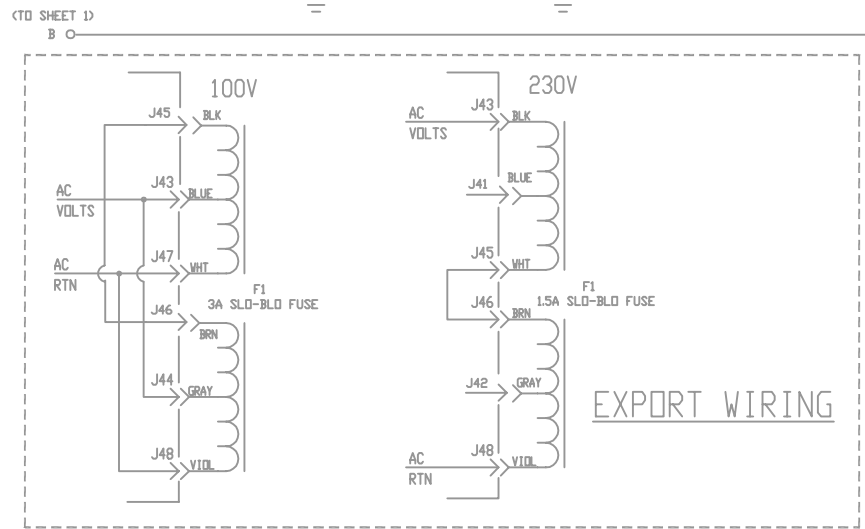 (TO SHEET 1)
B
100V
J45
BLK
J43
BLUE
AC
VOLTS
J47
WHT
AC
RTN
F1
3A SLO-BLO FUSE
J46
BRN
J44
GRAY
J48
VIOL
230V
J43
BLK
AC
VOLTS
J41
BLUE
J45
WHT
F1
1.5A SLO-BLO FUSE
J46
BRN
J42
GRAY
J48
VIOL
AC
RTN
EXPORT WIRING